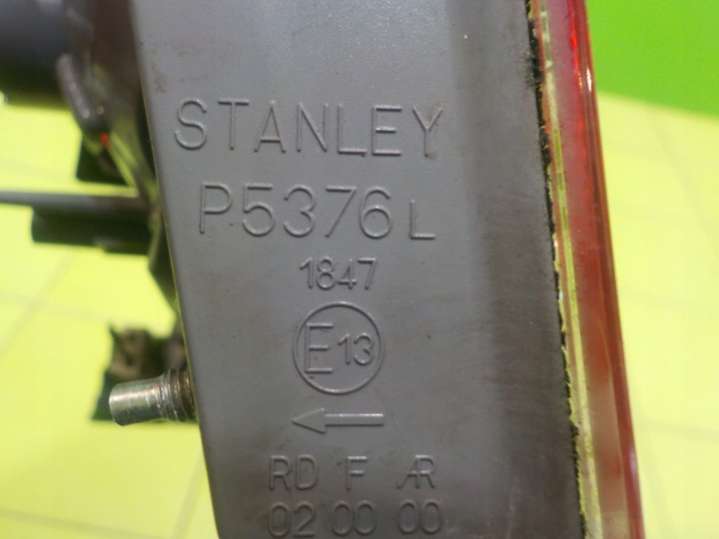 STANLEY
P5376L
1847
E13
←
RD F AR
02 00 00